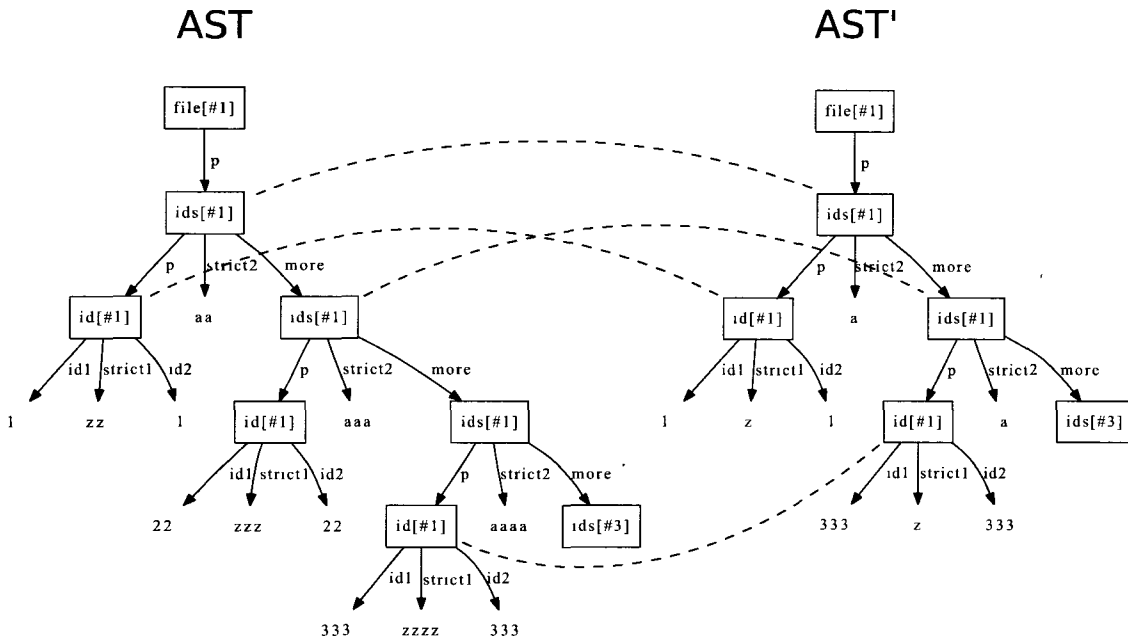 AST AST'
file[#1] file[#1]
p p
ids[#1] ids[#1]
p strict2 more p strict2 more
id[#1] aa ids[#1] id[#1] a ids[#1]
id1 strict1 id2 p strict2 more id1 strict1 id2 p strict2 more
1 zz 1 id[#1] aaa ids[#1] 1 z 1 id[#1] a ids[#3]
id1 strict1 id2 p strict2 more id1 strict1 id2
22 zzz 22 id[#1] aaaa ids[#3] 333 z 333
id1 strict1 id2
333 zzzz 333